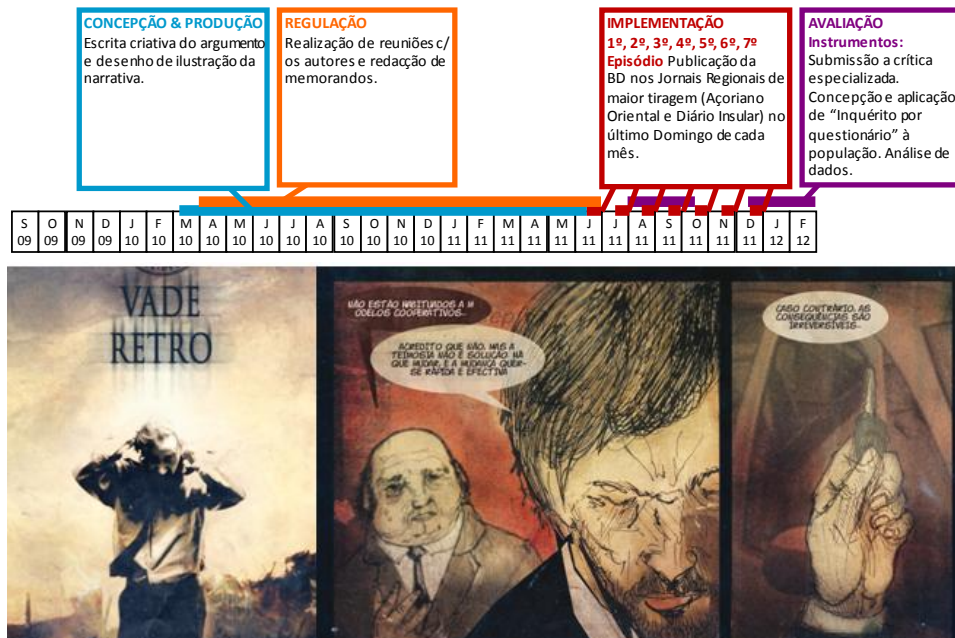 CONCEPÇÃO & PRODUÇÃO
Escrita criativa do argumento
e desenho de ilustração da
narrativa.
REGULAÇÃO
Realização de reuniões c/
os autores e redacção de
memorandos.
IMPLEMENTAÇÃO
1º, 2º, 3º, 4º, 5º, 6º, 7º
Episódio Publicação da
BD nos Jornais Regionais de
maior tiragem (Açoriano
Oriental e Diário Insular) no
último Domingo de cada
mês.
AVALIAÇÃO
Instrumentos:
Submissão a crítica
especializada.
Concepção e aplicação
de “Inquérito por
questionário” à
população. Análise de
dados.
S O N D J F M A M J J A S O N D J F M A M J J A S O N D J F
09 09 09 09 10 10 10 10 10 10 10 10 10 10 10 10 11 11 11 11 11 11 11 11 11 11 11 11 12 12
VADE
RETRO
NÃO ESTÃO HABITUADOS A M
ODELOS COOPERATIVOS...
ACREDITO QUE NÃO, MAS A
TEIMOSIA NÃO É SOLUÇÃO. HÁ
QUE MUDAR, E A MUDANÇA QUER-
SE RÁPIDA E EFECTIVA
CASO CONTRÁRIO, AS
CONSEQUÊNCIAS SÃO
IRREVERSÍVEIS...